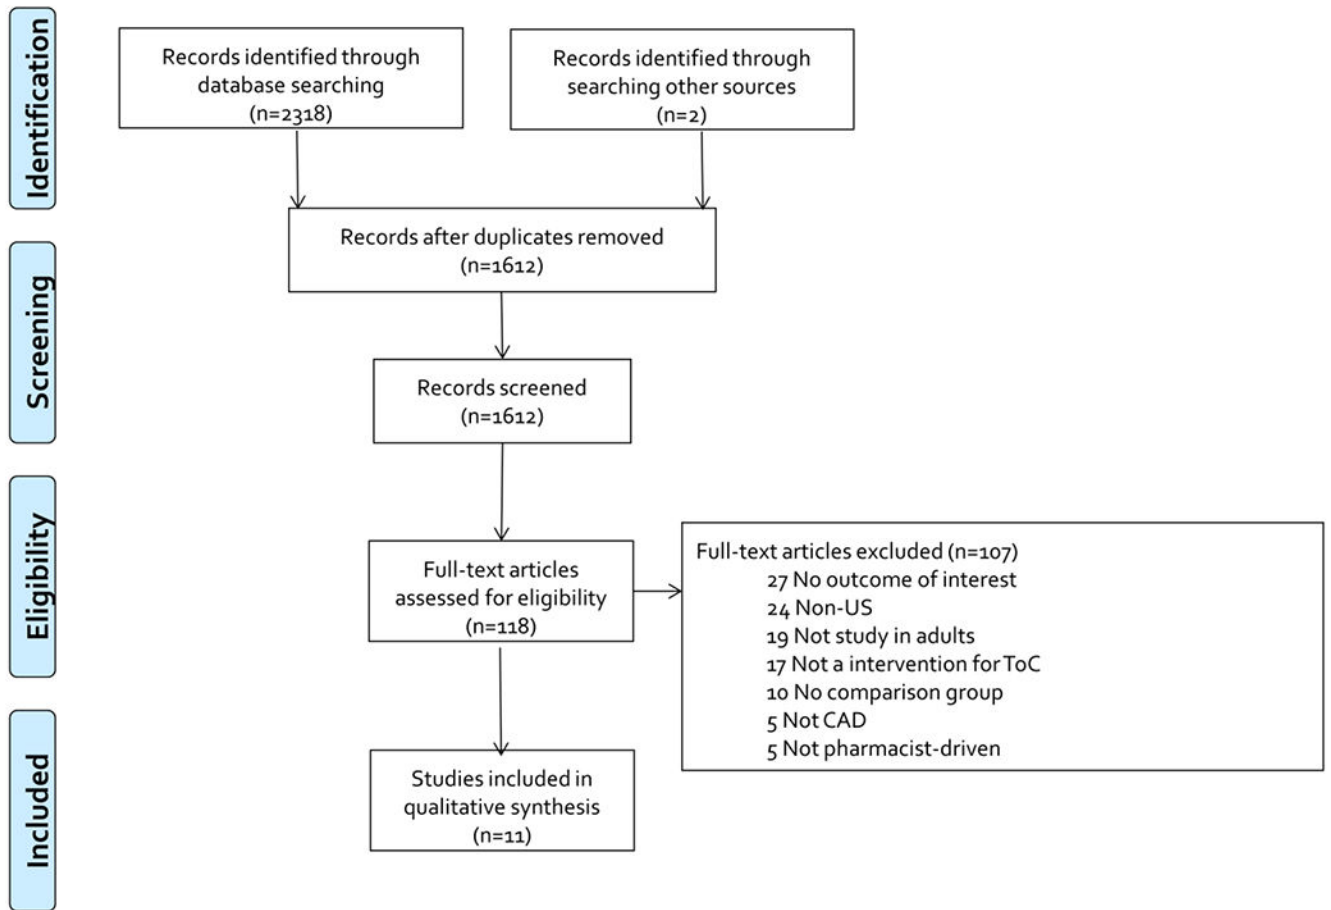 Identification
Records identified through
database searching
(n=2318)
Records identified through
searching other sources
(n=2)
Records after duplicates removed
(n=1612)
Screening
Records screened
(n=1612)
Eligibility
Full-text articles
assessed for eligibility
(n=118)
Full-text articles excluded (n=107)
27 No outcome of interest
24 Non-US
19 Not study in adults
17 Not a intervention for ToC
10 No comparison group
5 Not CAD
5 Not pharmacist-driven
Included
Studies included in
qualitative synthesis
(n=11)